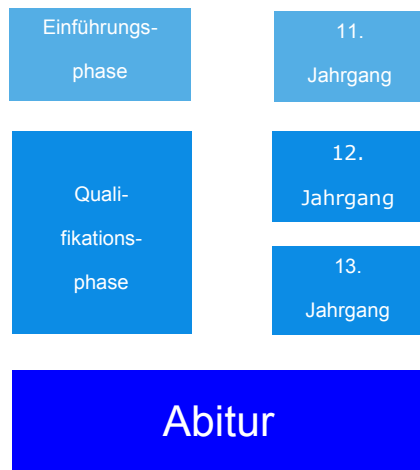 Einführungs-
phase
11.
Jahrgang
Quali-
fikations-
phase
12.
Jahrgang
13.
Jahrgang
Abitur